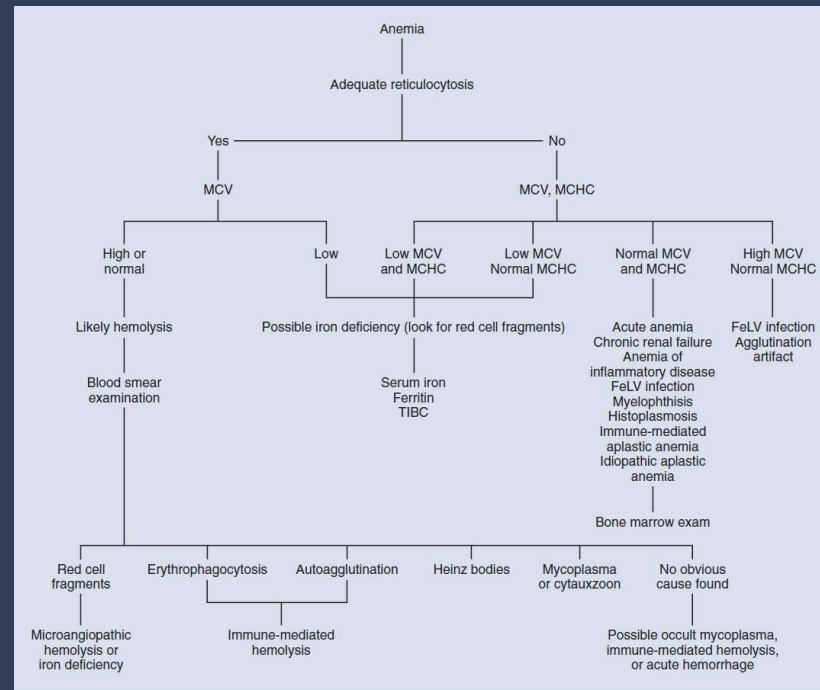 Anemia
Adequate reticulocytosis
Yes
No
MCV
MCV, MCHC
High or
normal
Low
Low MCV
and MCHC
Low MCV
Normal MCHC
Normal MCV
and MCHC
High MCV
Normal MCHC
Likely hemolysis
Possible iron deficiency (look for red cell fragments)
Acute anemia
Chronic renal failure
Anemia of
inflammatory disease
FeLV infection
Myelophthisis
Histoplasmosis
Immune-mediated
aplastic anemia
Idiopathic aplastic
anemia
FeLV infection
Agglutination
artifact
Blood smear
examination
Serum iron
Ferritin
TIBC
Bone marrow exam
Red cell
fragments
Erythrophagocytosis
Autoagglutination
Heinz bodies
Mycoplasma
or cytauxzoon
No obvious
cause found
Microangiopathic
hemolysis or
iron deficiency
Immune-mediated
hemolysis
Possible occult mycoplasma,
immune-mediated hemolysis,
or acute hemorrhage